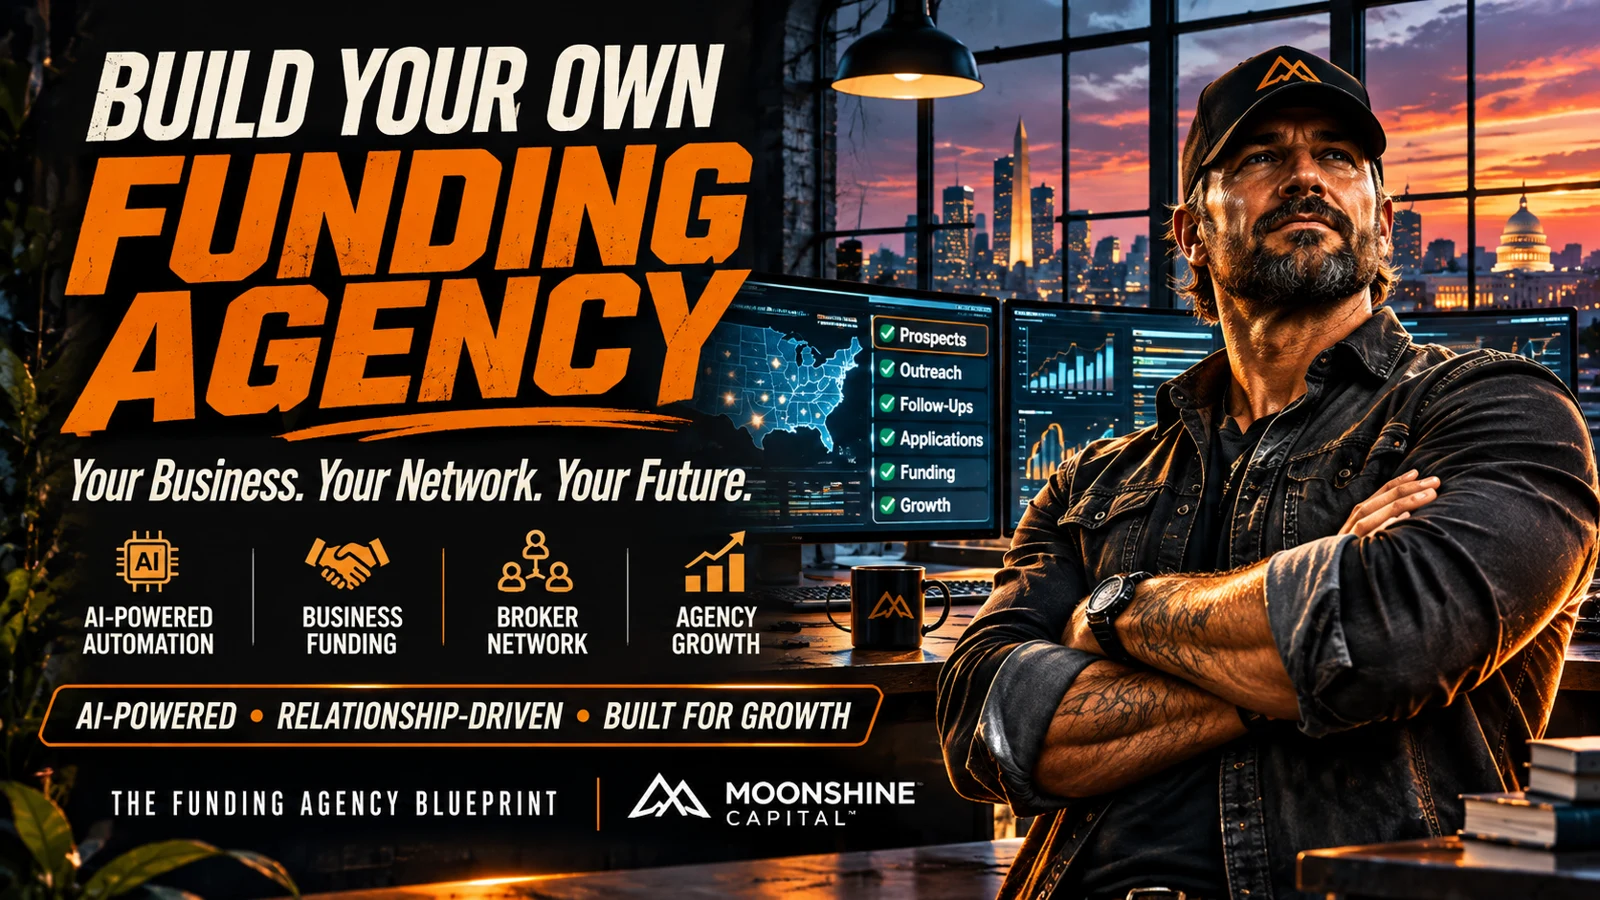 BUILD YOUR OWN
FUNDING
AGENCY
Your Business. Your Network. Your Future.
AI
AI-POWERED
AUTOMATION
BUSINESS
FUNDING
BROKER
NETWORK
AGENCY
GROWTH
AI-POWERED • RELATIONSHIP-DRIVEN • BUILT FOR GROWTH
THE FUNDING AGENCY BLUEPRINT
MOONSHINE
CAPITAL™
Prospects
Outreach
Follow-Ups
Applications
Funding
Growth